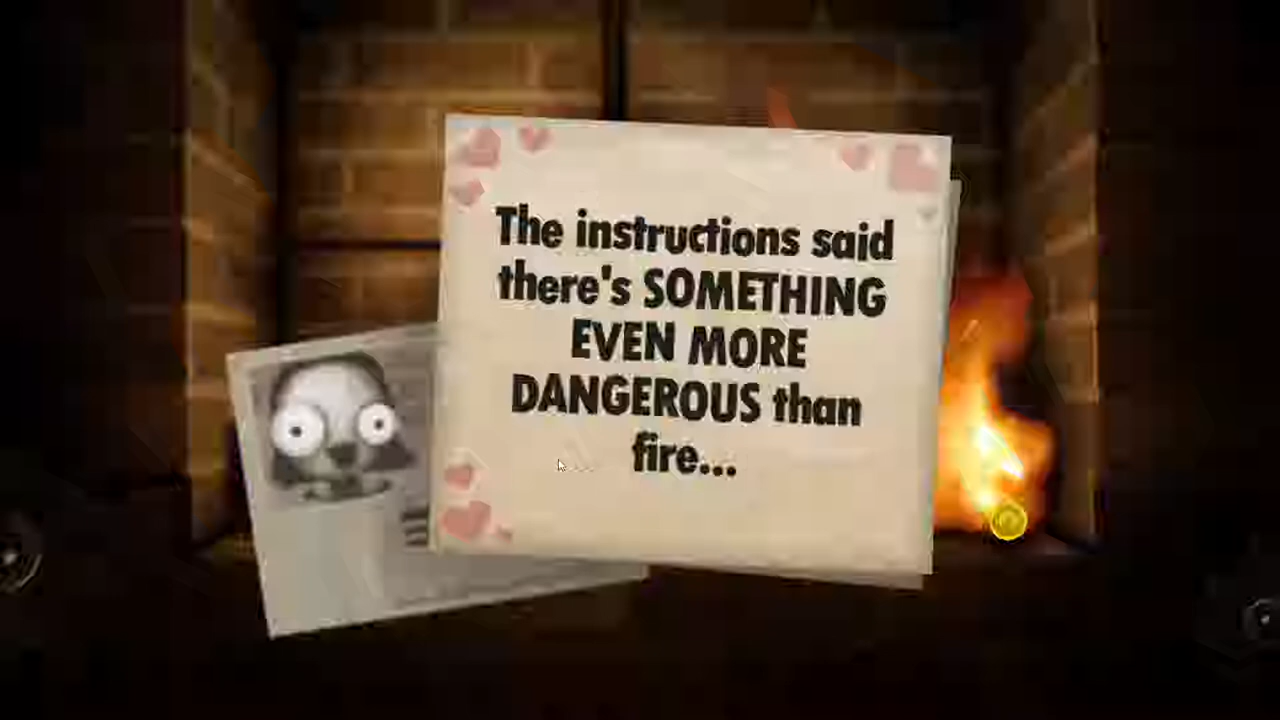 The instructions said
there's SOMETHING
EVEN MORE
DANGEROUS than
fire...